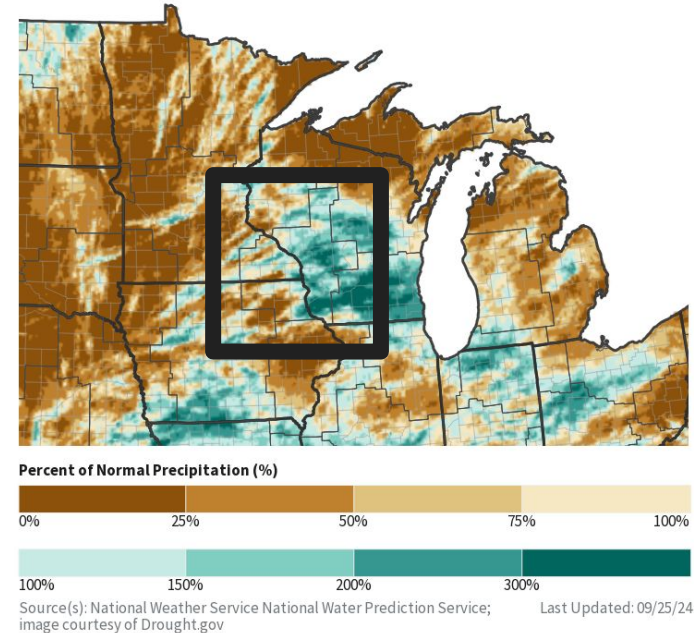 Percent of Normal Precipitation (%)
0% 25% 50% 75% 100%
100% 150% 200% 300%
Source(s): National Weather Service National Water Prediction Service; Last Updated: 09/25/24
image courtesy of Drought.gov